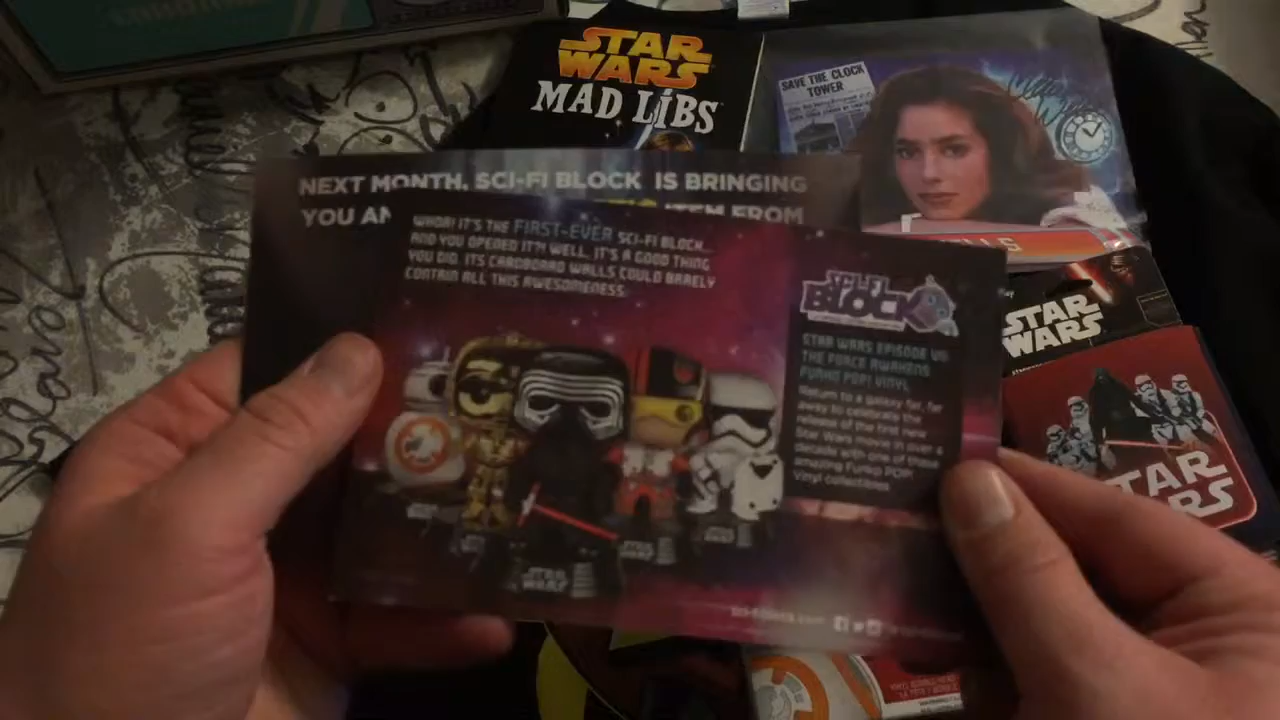 STAR
WARS
MAD LIBS
SAVE THE CLOCK
TOWER
NEXT MONTH, SCI-FI BLOCK IS BRINGING
YOU AN
ITEM FROM
WHOA! IT'S THE FIRST-EVER SCI-FI BLOCK...
AND YOU OPENED IT?! WELL, IT'S A GOOD THING
YOU DID. ITS CARDBOARD WALLS COULD BARELY
CONTAIN ALL THIS AWESOMENESS.
SCI-FI
BLOCK
STAR WARS EPISODE VII:
THE FORCE AWAKENS
FUNKO POP! VINYL
Return to a galaxy far, far
away to celebrate the
release of the first new
Star Wars movie in over a
decade with one of these
amazing Funko POP!
Vinyl collectibles.
STAR
WARS
STAR
WARS
TAR
RS